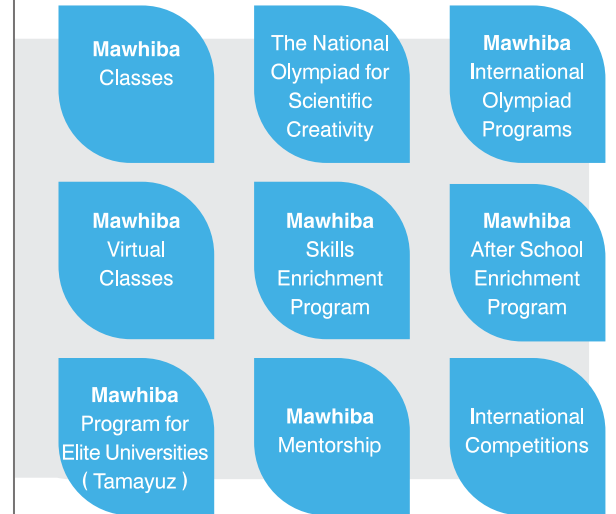 Mawhiba
Classes
The National
Olympiad for
Scientific
Creativity
Mawhiba
International
Olympiad
Programs
Mawhiba
Virtual
Classes
Mawhiba
Skills
Enrichment
Program
Mawhiba
After School
Enrichment
Program
Mawhiba
Program for
Elite Universities
( Tamayuz )
Mawhiba
Mentorship
International
Competitions